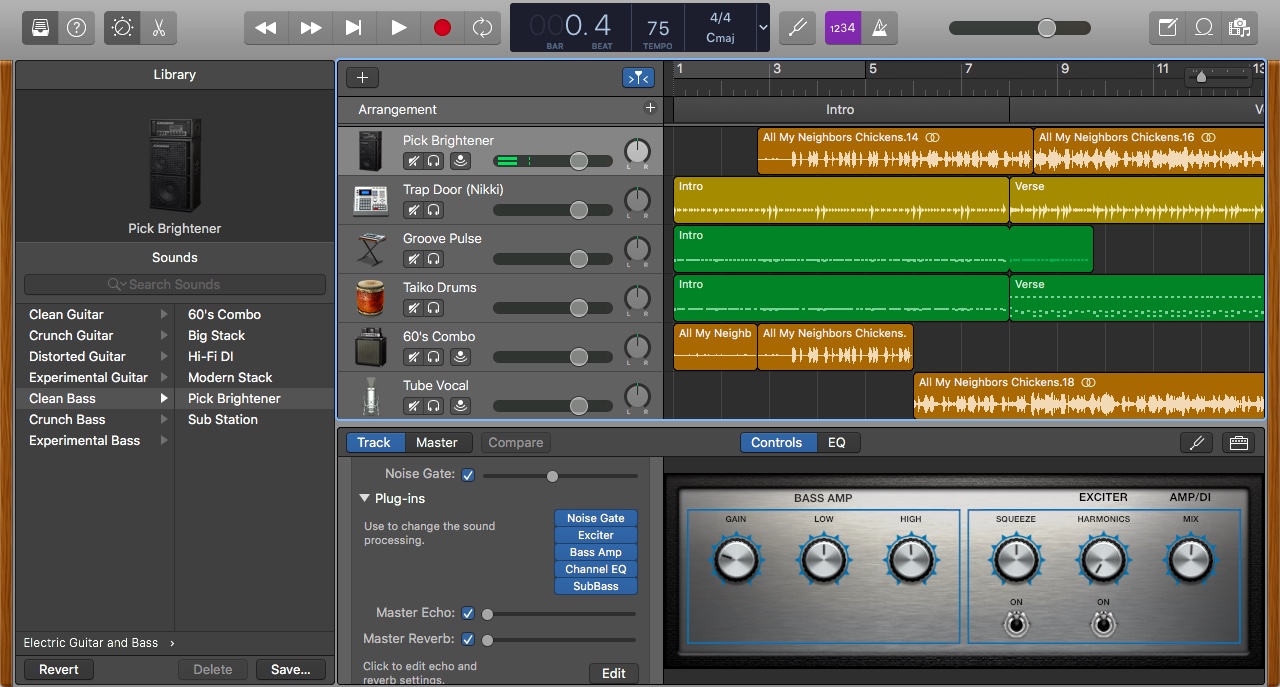 000.4
BAR
BEAT
75
TEMPO
4/4
Cmaj
1234
Library
Pick Brightener
Sounds
Search Sounds
Clean Guitar
Crunch Guitar
Distorted Guitar
Experimental Guitar
Clean Bass
Crunch Bass
Experimental Bass
60's Combo
Big Stack
Hi-Fi DI
Modern Stack
Pick Brightener
Sub Station
Electric Guitar and Bass
Revert
Delete
Save...
1 3 5 7 9 11 13
Arrangement
Intro
V
Pick Brightener
L R
All My Neighbors Chickens.14
All My Neighbors Chickens.16
Trap Door (Nikki)
L R
Intro
Verse
Groove Pulse
L R
Intro
Taiko Drums
L R
Intro
Verse
60's Combo
L R
All My Neighb
All My Neighbors Chickens.
Tube Vocal
L R
All My Neighbors Chickens.18
Track
Master
Compare
Controls
EQ
Noise Gate:
Plug-ins
Use to change the sound
processing.
Noise Gate
Exciter
Bass Amp
Channel EQ
SubBass
Master Echo:
Master Reverb:
Click to edit echo and
reverb settings.
Edit
BASS AMP
EXCITER
AMP/DI
GAIN
LOW
HIGH
SQUEEZE
HARMONICS
MIX
ON
ON